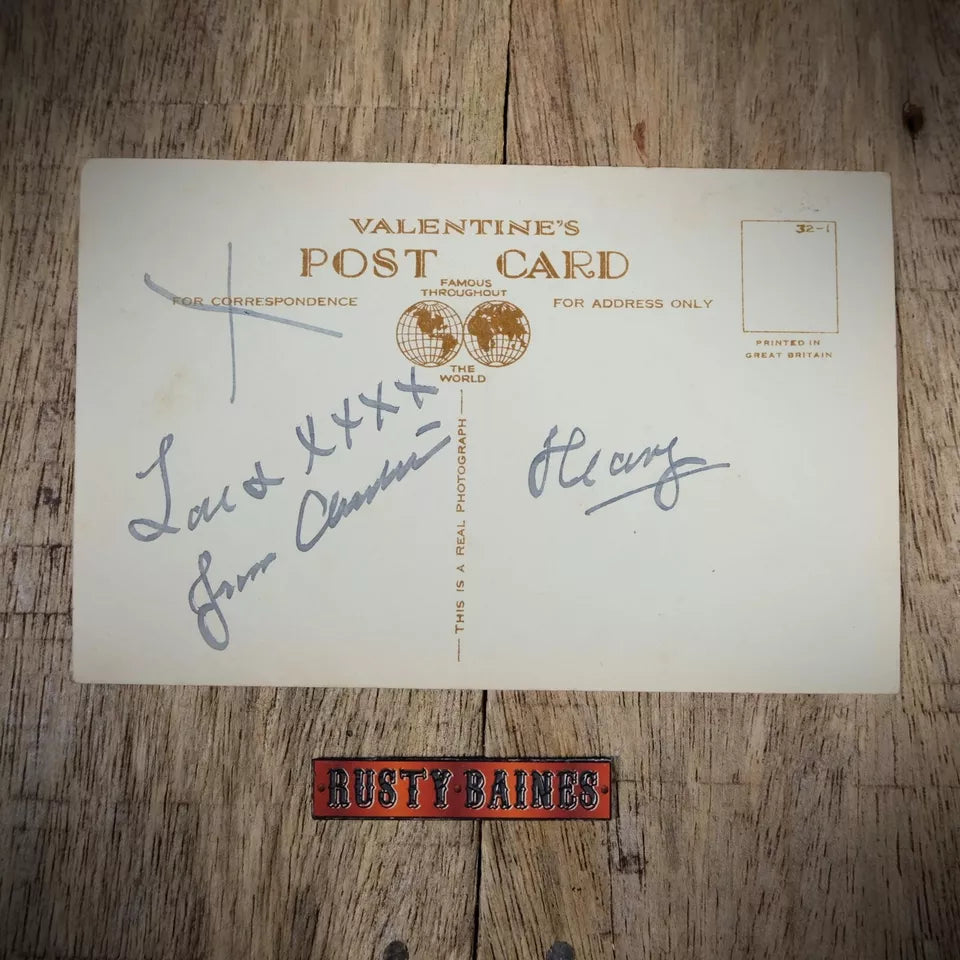 VALENTINE'S
POST CARD
FAMOUS
THROUGHOUT
THE
WORLD
FOR CORRESPONDENCE
FOR ADDRESS ONLY
32-1
PRINTED IN
GREAT BRITAIN
THIS IS A REAL PHOTOGRAPH
Love xxxx
from
RUSTY BAINES